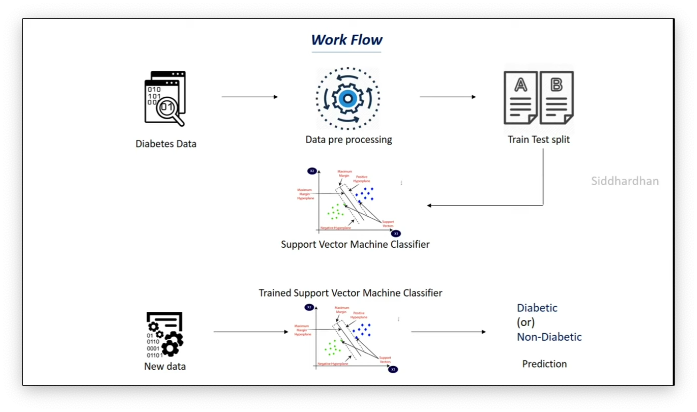 Work Flow
010
101
00
01
A B
Diabetes Data
Data pre processing
Train Test split
Siddhardhan
Maximum
Margin
Positive
Hyperplane
Maximum
Margin
Hyperplane
Support
Vectors
Negative Hyperplane
Support Vector Machine Classifier
Trained Support Vector Machine Classifier
Maximum
Margin
Positive
Hyperplane
Maximum
Margin
Hyperplane
Support
Vectors
Negative Hyperplane
01
0110
0001
01101
New data
Diabetic
(or)
Non-Diabetic
Prediction